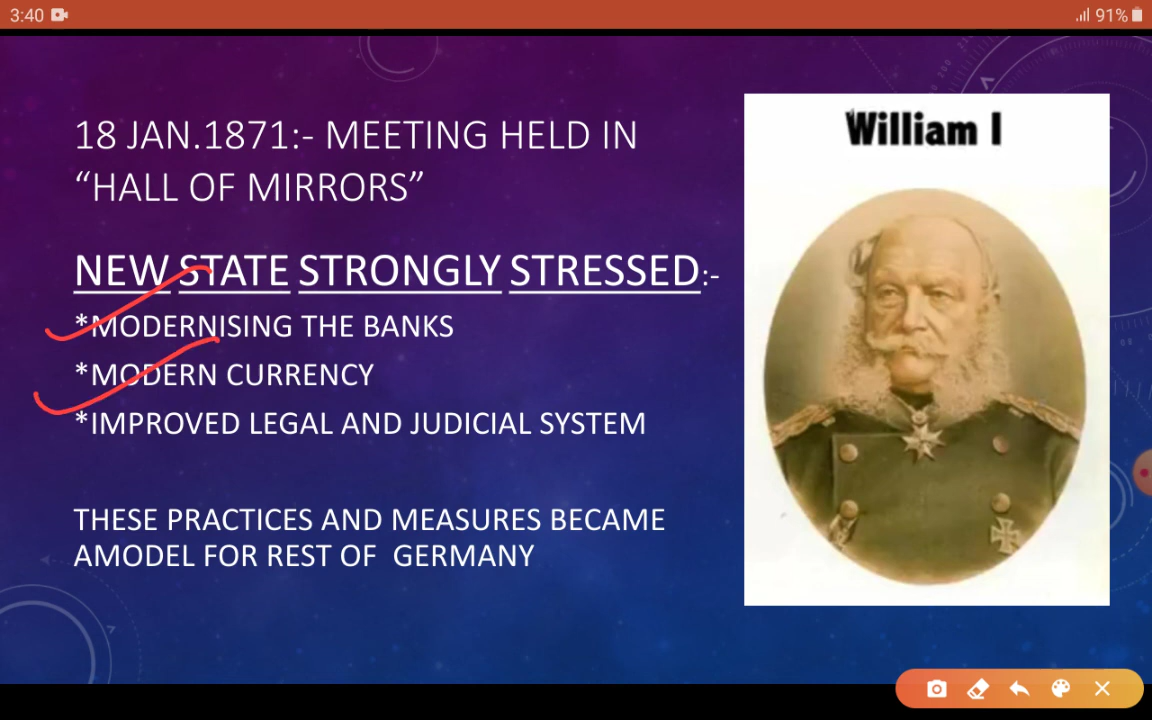 3:40
91%
18 JAN.1871:- MEETING HELD IN
“HALL OF MIRRORS”
NEW STATE STRONGLY STRESSED:-
*MODERNISING THE BANKS
*MODERN CURRENCY
*IMPROVED LEGAL AND JUDICIAL SYSTEM
THESE PRACTICES AND MEASURES BECAME
AMODEL FOR REST OF  GERMANY
William I